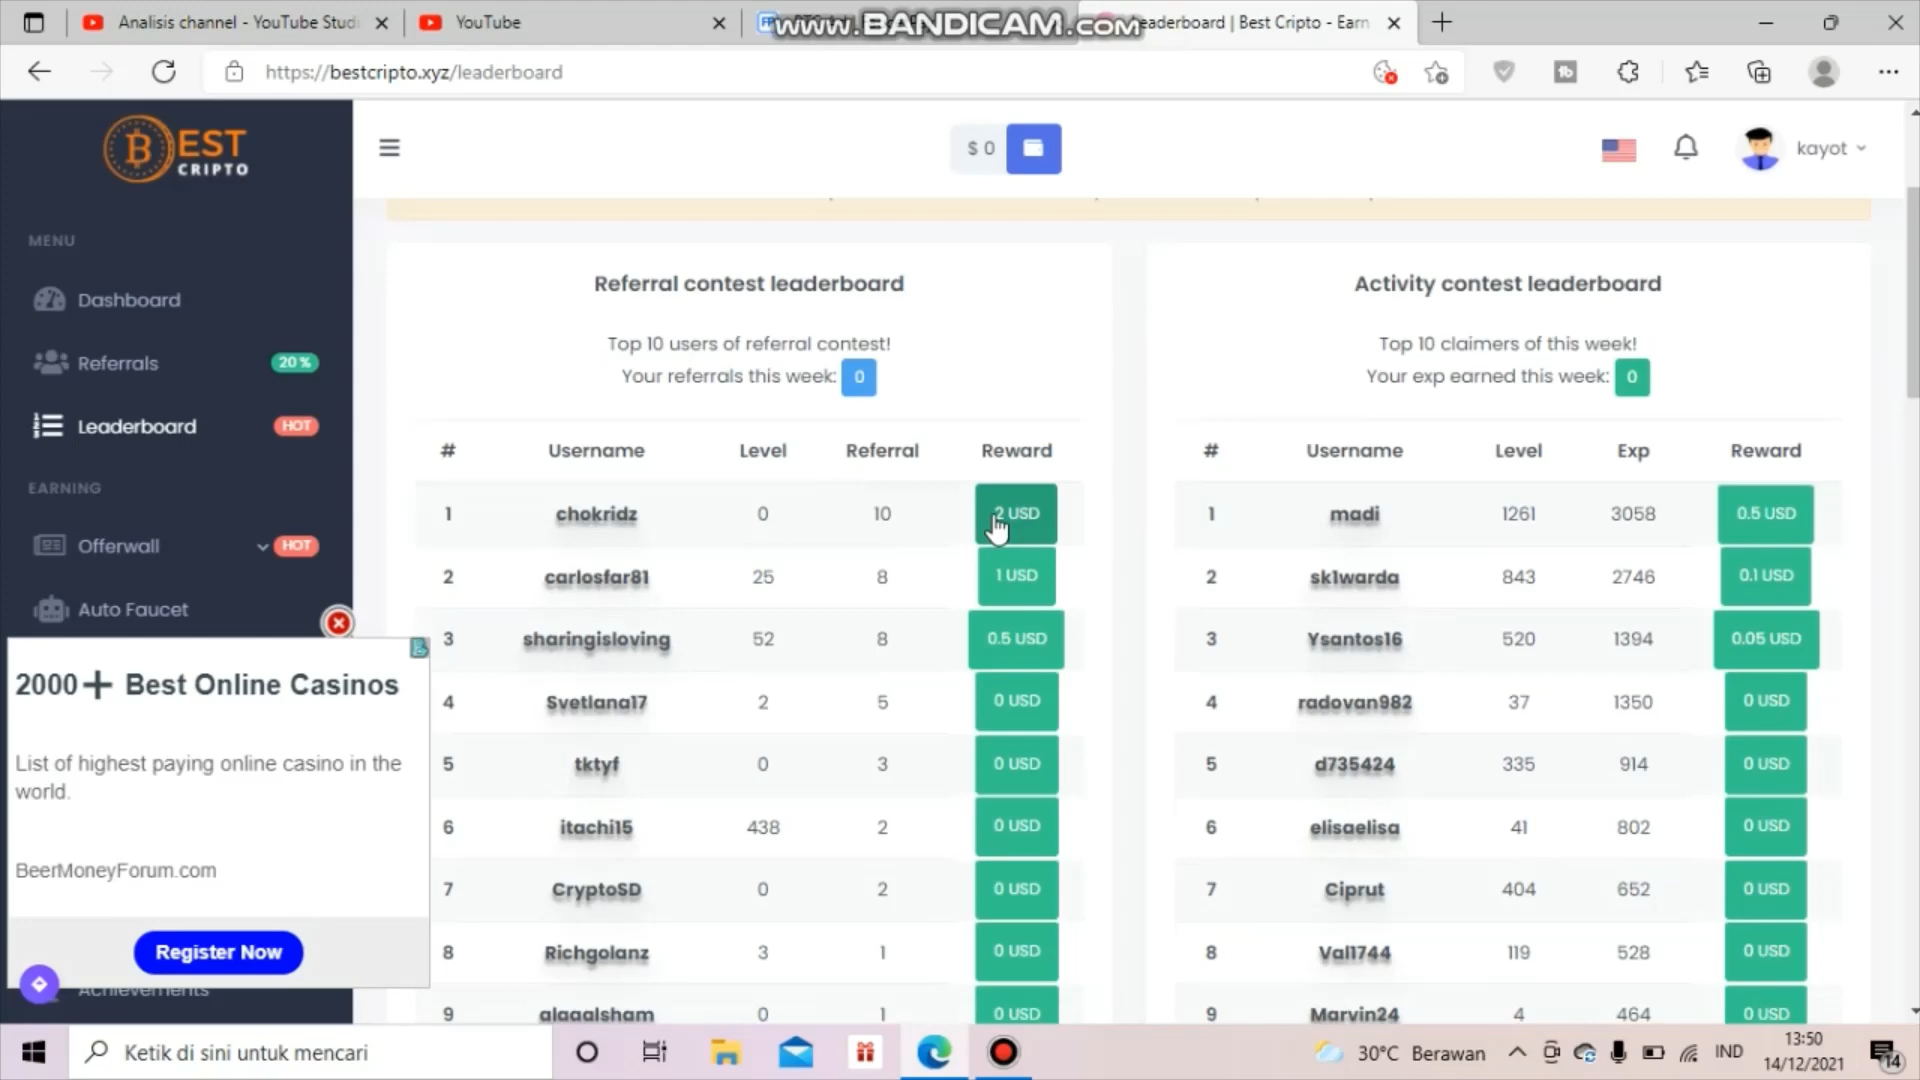 Analisis channel - YouTube Studi
YouTube
www.BANDICAM.com
eaderboard | Best Cripto - Earn
https://bestcripto.xyz/leaderboard
BEST
CRIPTO
$ 0
kayot
MENU
Dashboard
Referrals 20 %
Leaderboard HOT
EARNING
Offerwall HOT
Auto Faucet
Achievements
2000+ Best Online Casinos
List of highest paying online casino in the
world.
BeerMoneyForum.com
Register Now
Referral contest leaderboard
Top 10 users of referral contest!
Your referrals this week: 0
# Username Level Referral Reward
1 chokridz 0 10 2 USD
2 carlosfar81 25 8 1 USD
3 sharingisloving 52 8 0.5 USD
4 Svetlana17 2 5 0 USD
5 tktyf 0 3 0 USD
6 itachi15 438 2 0 USD
7 CryptoSD 0 2 0 USD
8 Richgolanz 3 1 0 USD
9 alaaalsham 0 1 0 USD
Activity contest leaderboard
Top 10 claimers of this week!
Your exp earned this week: 0
# Username Level Exp Reward
1 madi 1261 3058 0.5 USD
2 sk1warda 843 2746 0.1 USD
3 Ysantos16 520 1394 0.05 USD
4 radovan982 37 1350 0 USD
5 d735424 335 914 0 USD
6 elisaelisa 41 802 0 USD
7 Ciprut 404 652 0 USD
8 Val1744 119 528 0 USD
9 Marvin24 4 464 0 USD
Ketik di sini untuk mencari
30°C Berawan
IND
13:50
14/12/2021
14